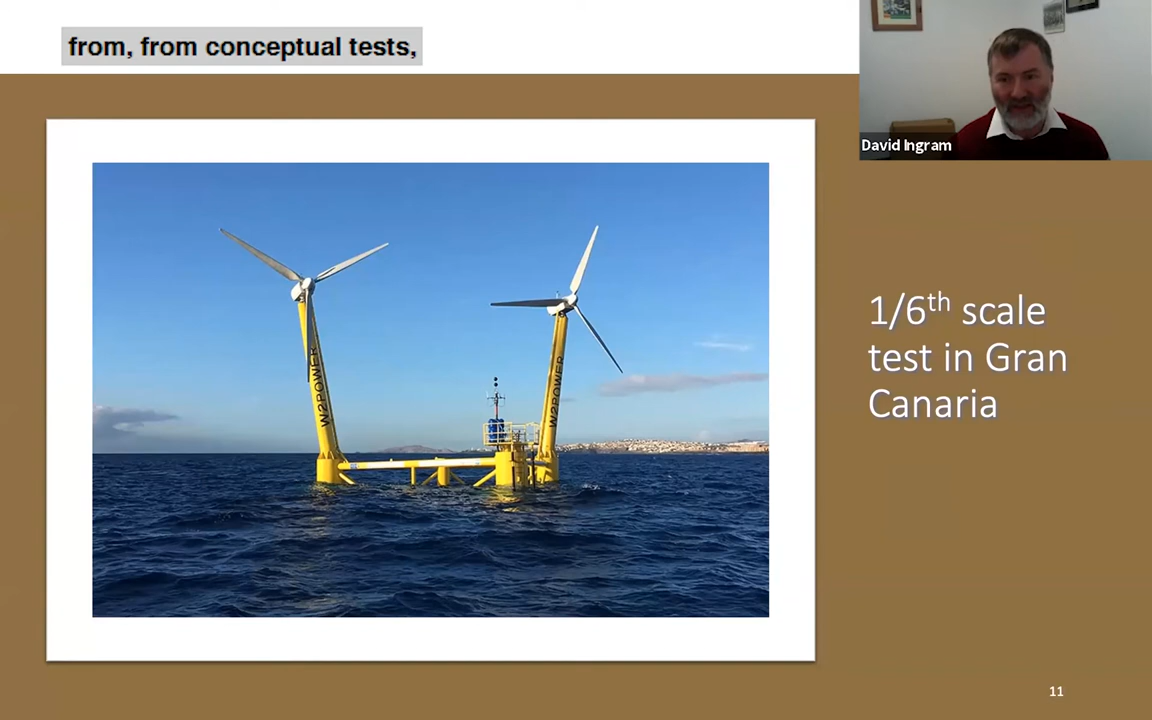 from, from conceptual tests,
David Ingram
W2POWER
W2POWER
1/6th scale
test in Gran
Canaria
11